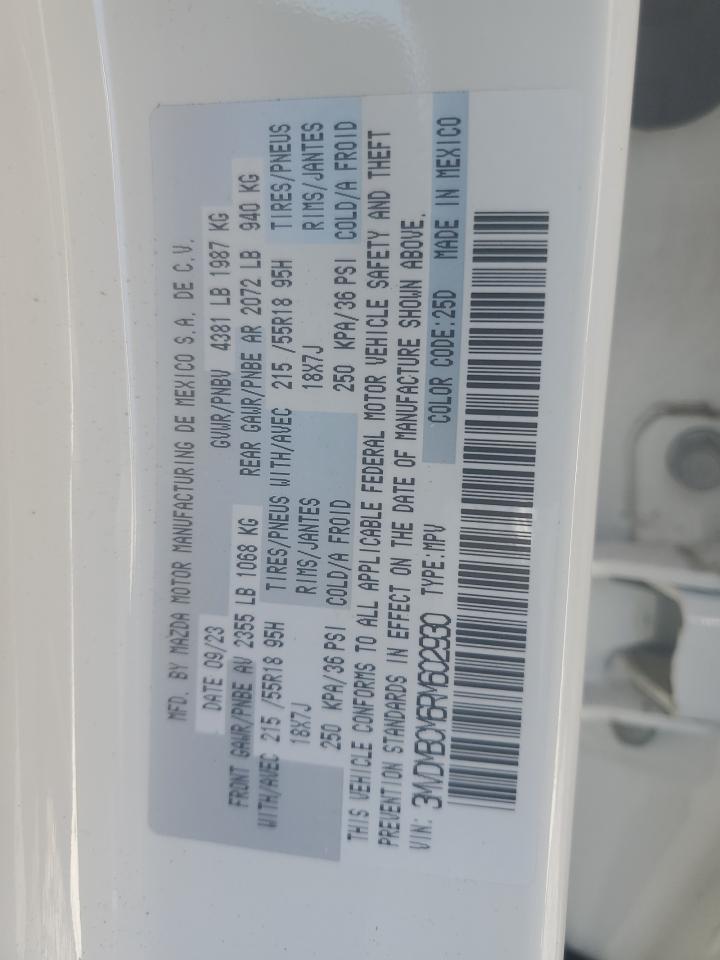 MFD. BY MAZDA MOTOR MANUFACTURING DE MEXICO S.A. DE C.V.
DATE 09/23 GVWR/PNBV 4381 LB 1987 KG
FRONT GAWR/PNBE AV 2355 LB 1068 KG REAR GAWR/PNBE AR 2072 LB 940 KG
WITH/AVEC 215 /55R18 95H TIRES/PNEUS WITH/AVEC 215 /55R18 95H TIRES/PNEUS
18X7J RIMS/JANTES 18X7J RIMS/JANTES
250 KPA/36 PSI COLD/A FROID 250 KPA/36 PSI COLD/A FROID
THIS VEHICLE CONFORMS TO ALL APPLICABLE FEDERAL MOTOR VEHICLE SAFETY AND THEFT
PREVENTION STANDARDS IN EFFECT ON THE DATE OF MANUFACTURE SHOWN ABOVE.
VIN: 3MVDMBCM6RM602930 TYPE:MPV COLOR CODE:25D MADE IN MEXICO